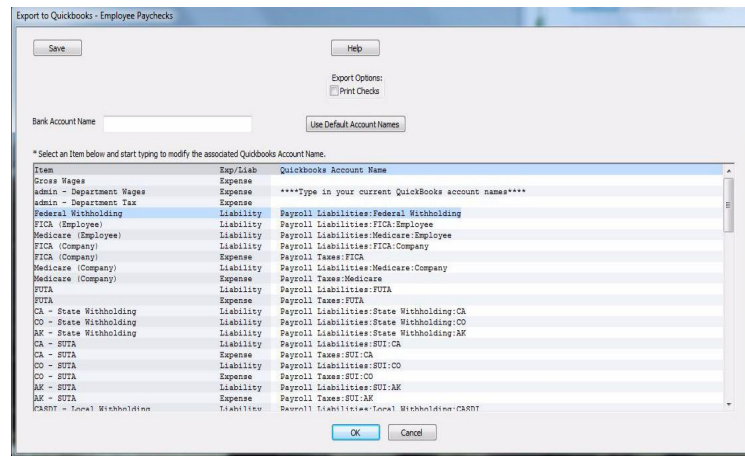 Export to Quickbooks - Employee Paychecks
Save
Help
Export Options:
Print Checks
Bank Account Name
Use Default Account Names
* Select an Item below and start typing to modify the associated Quickbooks Account Name.
Item Exp/Liab Quickbooks Account Name
Gross Wages Expense
admin - Department Wages Expense ****Type in your current QuickBooks account names****
admin - Department Tax Expense
Federal Withholding Liability Payroll Liabilities:Federal Withholding
FICA (Employee) Liability Payroll Liabilities:FICA:Employee
Medicare (Employee) Liability Payroll Liabilities:Medicare:Employee
FICA (Company) Liability Payroll Liabilities:FICA:Company
FICA (Company) Expense Payroll Taxes:FICA
Medicare (Company) Liability Payroll Liabilities:Medicare:Company
Medicare (Company) Expense Payroll Taxes:Medicare
FUTA Liability Payroll Liabilities:FUTA
FUTA Expense Payroll Taxes:FUTA
CA - State Withholding Liability Payroll Liabilities:State Withholding:CA
CO - State Withholding Liability Payroll Liabilities:State Withholding:CO
AK - State Withholding Liability Payroll Liabilities:State Withholding:AK
CA - SUTA Liability Payroll Liabilities:SUI:CA
CA - SUTA Expense Payroll Taxes:SUI:CA
CO - SUTA Liability Payroll Liabilities:SUI:CO
CO - SUTA Expense Payroll Taxes:SUI:CO
AK - SUTA Liability Payroll Liabilities:SUI:AK
AK - SUTA Expense Payroll Taxes:SUI:AK
CASDI - Local Withholding Liability Payroll Liabilities:Local Withholding:CASDI
OK
Cancel